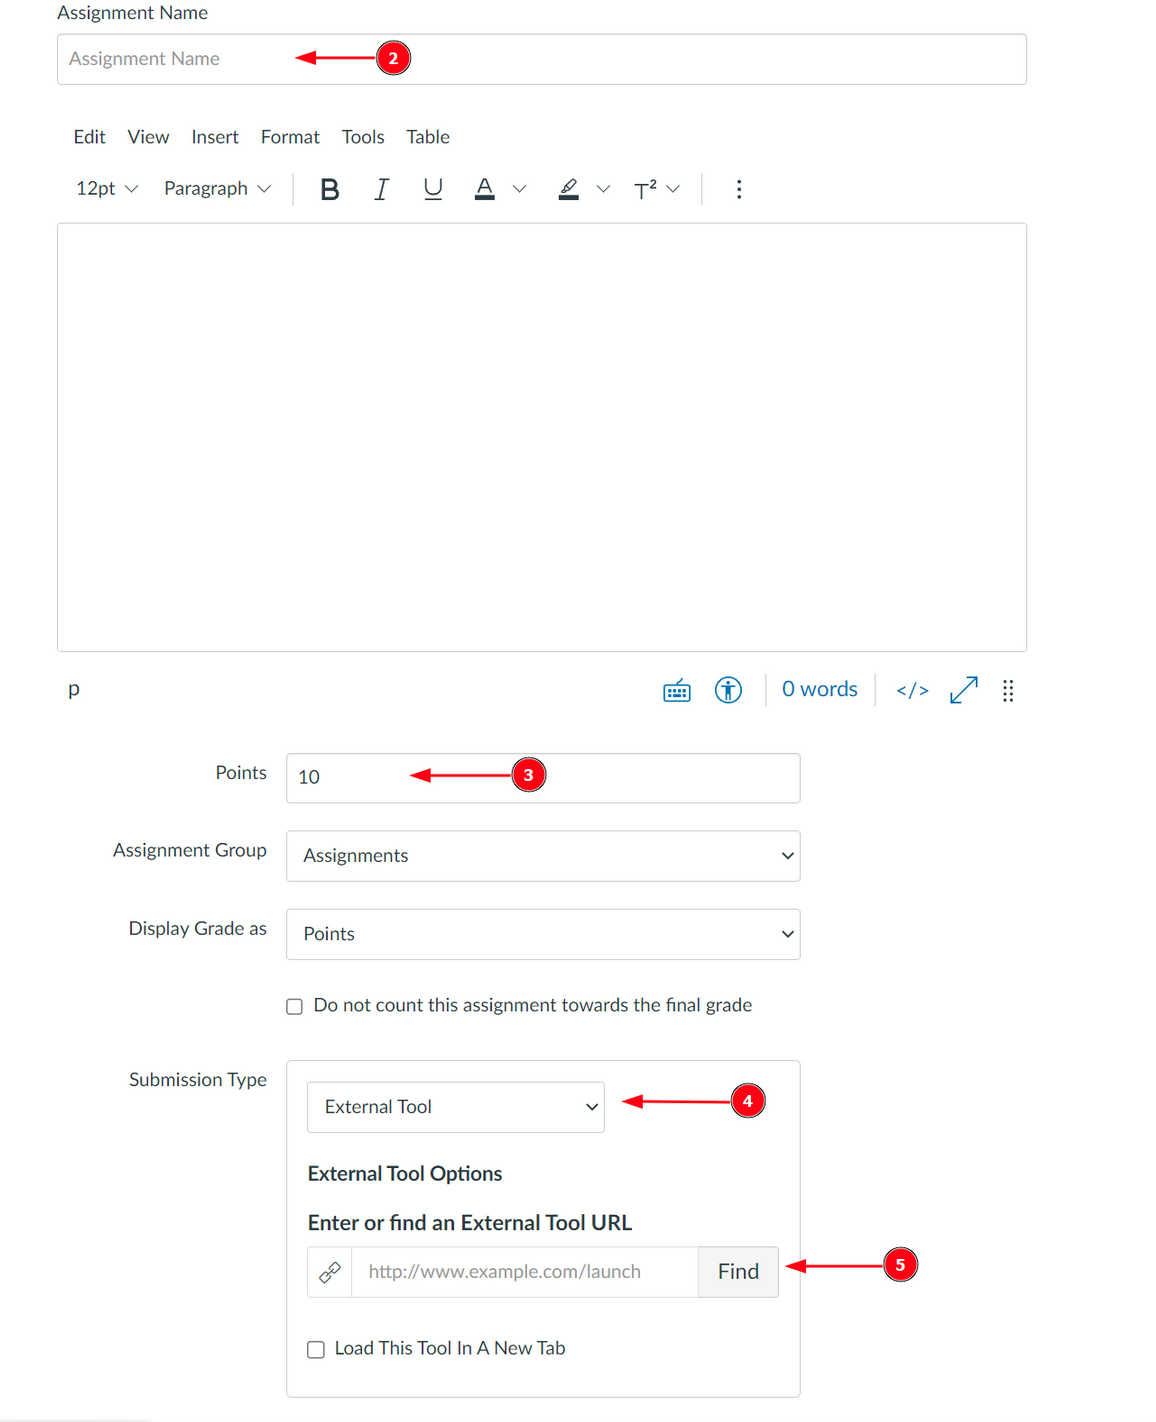 Assignment Name
Assignment Name 2
Edit View Insert Format Tools Table
12pt Paragraph B I U A T²
p 0 words </>
Points 10 3
Assignment Group Assignments
Display Grade as Points
Do not count this assignment towards the final grade
Submission Type
External Tool 4
External Tool Options
Enter or find an External Tool URL
http://www.example.com/launch Find 5
Load This Tool In A New Tab